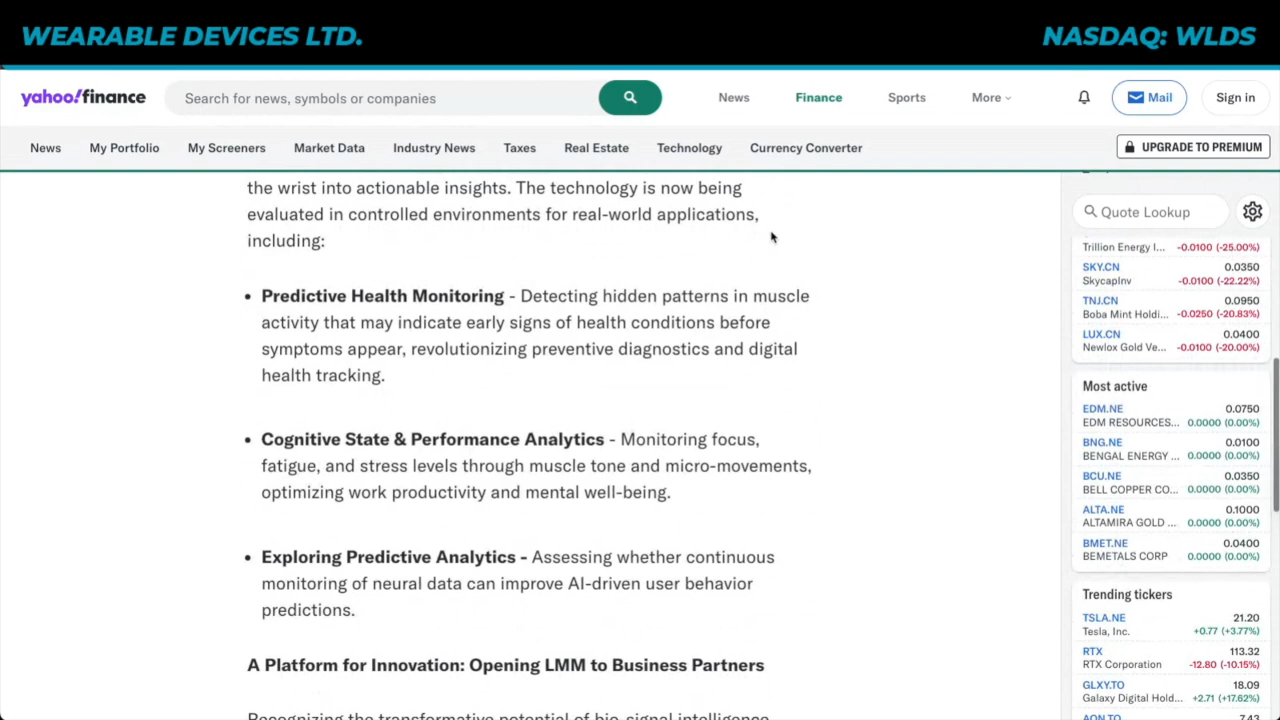 WEARABLE DEVICES LTD.
NASDAQ: WLDS
yahoo!finance
Search for news, symbols or companies
News
Finance
Sports
More
Mail
Sign in
News
My Portfolio
My Screeners
Market Data
Industry News
Taxes
Real Estate
Technology
Currency Converter
UPGRADE TO PREMIUM
the wrist into actionable insights. The technology is now being
evaluated in controlled environments for real-world applications,
including:
• Predictive Health Monitoring - Detecting hidden patterns in muscle
activity that may indicate early signs of health conditions before
symptoms appear, revolutionizing preventive diagnostics and digital
health tracking.
• Cognitive State & Performance Analytics - Monitoring focus,
fatigue, and stress levels through muscle tone and micro-movements,
optimizing work productivity and mental well-being.
• Exploring Predictive Analytics - Assessing whether continuous
monitoring of neural data can improve AI-driven user behavior
predictions.
A Platform for Innovation: Opening LMM to Business Partners
Recognizing the transformative potential of bio-signal intelligence
Quote Lookup
Trillion Energy I... -0.0100 (-25.00%)
SKY.CN 0.0350
SkycapInv -0.0100 (-22.22%)
TNJ.CN 0.0950
Boba Mint Holdi... -0.0250 (-20.83%)
LUX.CN 0.0400
Newlox Gold Ve... -0.0100 (-20.00%)
Most active
EDM.NE 0.0750
EDM RESOURCES... 0.0000 (0.00%)
BNG.NE 0.0100
BENGAL ENERGY ... 0.0000 (0.00%)
BCU.NE 0.0350
BELL COPPER CO... 0.0000 (0.00%)
ALTA.NE 0.1000
ALTAMIRA GOLD ... 0.0000 (0.00%)
BMET.NE 0.0400
BEMETALS CORP 0.0000 (0.00%)
Trending tickers
TSLA.NE 21.20
Tesla, Inc. +0.77 (+3.77%)
RTX 113.32
RTX Corporation -12.80 (-10.15%)
GLXY.TO 18.09
Galaxy Digital Hold... +2.71 (+17.62%)
AON.TO 7.43